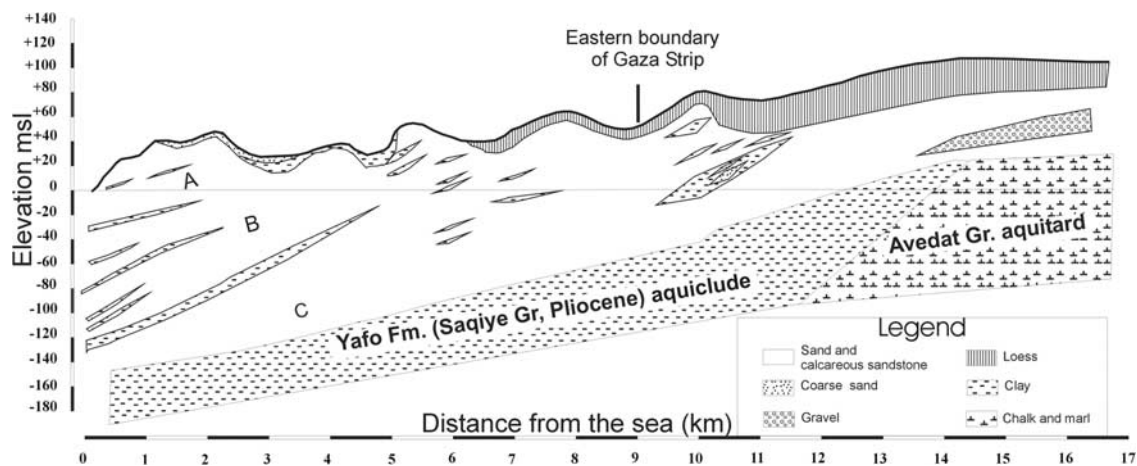 +140
+120
+100
+80
+60
+40
+20
0
-20
-40
-60
-80
-100
-120
-140
-160
-180
Elevation msl
Eastern boundary
of Gaza Strip
A
B
C
Yafo Fm. (Saqiye Gr, Pliocene) aquiclude
Avedat Gr. aquitard
Legend
Sand and
calcareous sandstone
Loess
Coarse sand
Clay
Gravel
Chalk and marl
Distance from the sea (km)
0 1 2 3 4 5 6 7 8 9 10 11 12 13 14 15 16 17